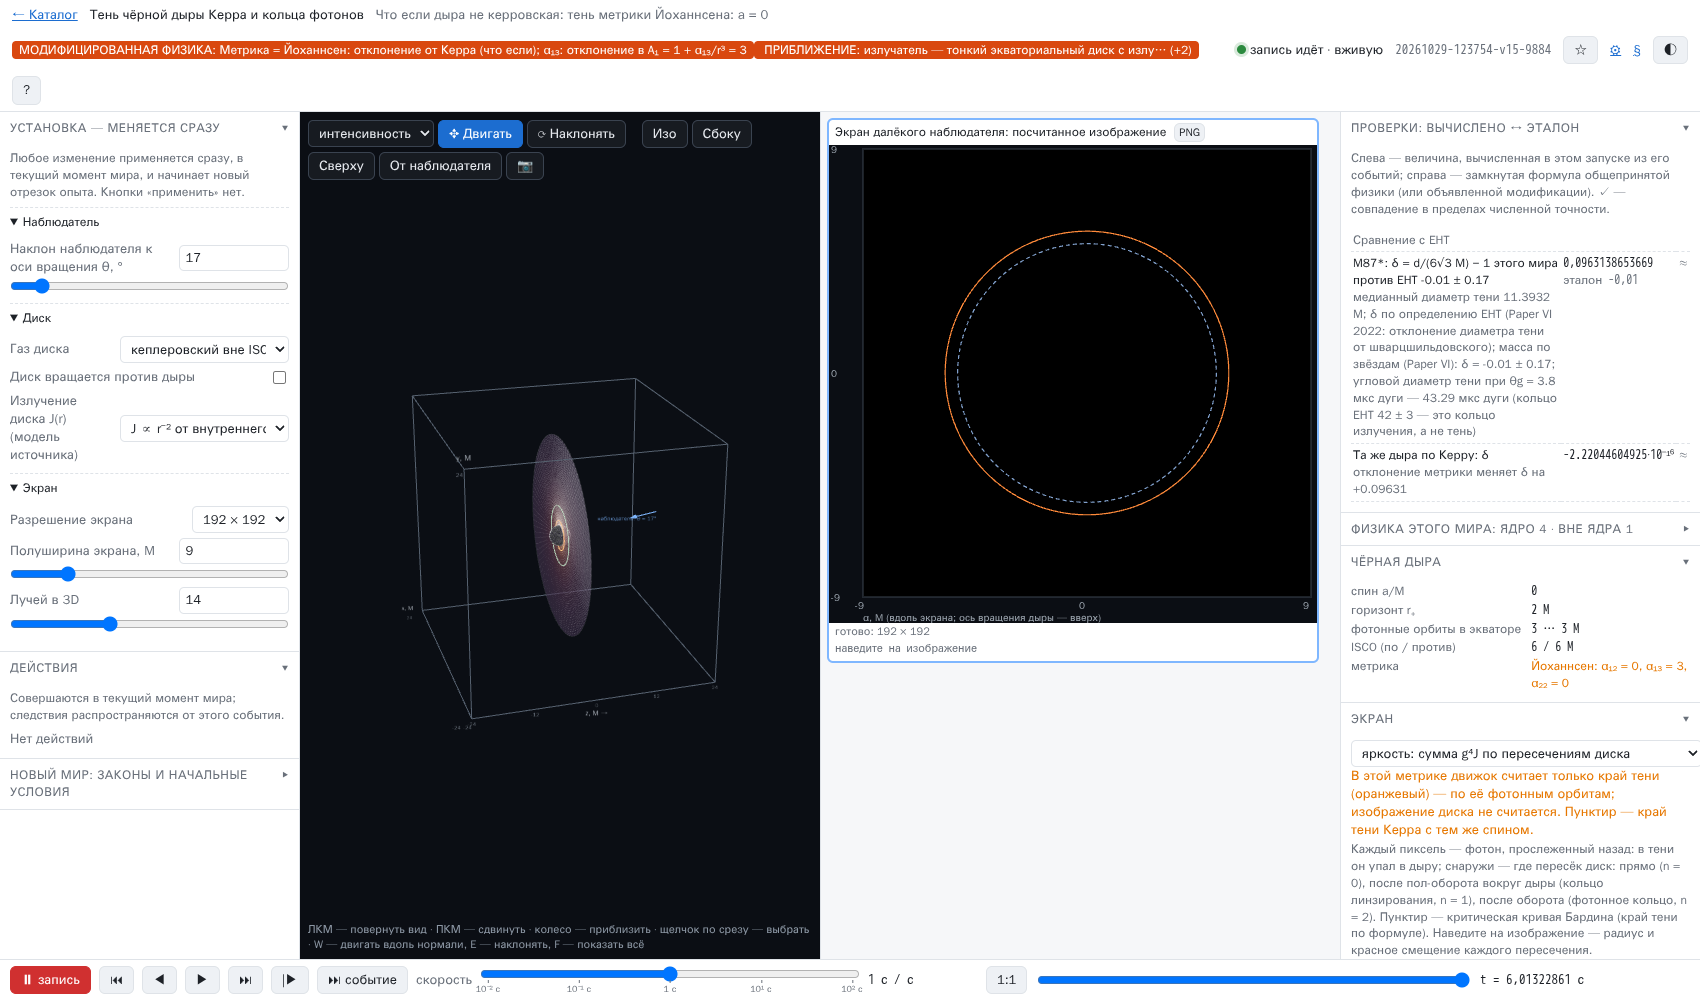 ← Каталог Тень чёрной дыры Керра и кольца фотонов Что если дыра не керровская: тень метрики Йоханнсена: a = 0
МОДИФИЦИРОВАННАЯ ФИЗИКА: Метрика = Йоханнсен: отклонение от Керра (что если); α₁₃: отклонение в A₁ = 1 + α₁₃/r³ = 3 ПРИБЛИЖЕНИЕ: излучатель — тонкий экваториальный диск с излу⋯ (+2)
запись идёт · вживую 20261029-123754-v15-9884 ☆ ⚙ § ◐
?
УСТАНОВКА — МЕНЯЕТСЯ СРАЗУ ▾
Любое изменение применяется сразу, в
текущий момент мира, и начинает новый
отрезок опыта. Кнопки «применить» нет.
▼ Наблюдатель
Наклон наблюдателя к
оси вращения θ, °
17
▼ Диск
Газ диска
кеплеровский вне ISC
Диск вращается против дыры
Излучение
диска J(r)
(модель
источника)
J ∝ r⁻² от внутреннего
▼ Экран
Разрешение экрана 192 × 192
Полуширина экрана, M 9
Лучей в 3D 14
ДЕЙСТВИЯ ▾
Совершаются в текущий момент мира;
следствия распространяются от этого события.
Нет действий
НОВЫЙ МИР: ЗАКОНЫ И НАЧАЛЬНЫЕ
УСЛОВИЯ
интенсивность ✥ Двигать ⟳ Наклонять Изо Сбоку
Сверху От наблюдателя 📷
y, M
24
x, M
-24 -24
12
0
z, M →
12
24
ЛКМ — повернуть вид · ПКМ — сдвинуть · колесо — приблизить · щелчок по срезу — выбрать
· W — двигать вдоль нормали, E — наклонять, F — показать всё
Экран далёкого наблюдателя: посчитанное изображение PNG
9
0
-9
-9 0 9
α, M (вдоль экрана; ось вращения дыры — вверх)
готово: 192 × 192
наведите на изображение
ПРОВЕРКИ: ВЫЧИСЛЕНО ↔ ЭТАЛОН ▾
Слева — величина, вычисленная в этом запуске из его
событий; справа — замкнутая формула общепринятой
физики (или объявленной модификации). ✓ —
совпадение в пределах численной точности.
Сравнение с EHT
M87*: δ = d/(6√3 M) − 1 этого мира 0,0963138653669 ≈
против EHT -0.01 ± 0.17 эталон −0,01
медианный диаметр тени 11.3932
M; δ по определению EHT (Paper VI
2022: отклонение диаметра тени
от шварцшильдовского); масса по
звёздам (Paper VI): δ = -0.01 ± 0.17;
угловой диаметр тени при θg = 3.8
мкс дуги — 43.29 мкс дуги (кольцо
EHT 42 ± 3 — это кольцо
излучения, а не тень)
Та же дыра по Керру: δ −2.22044604925·10⁻¹⁶ ≈
отклонение метрики меняет δ на
+0.09631
ФИЗИКА ЭТОГО МИРА: ЯДРО 4 · ВНЕ ЯДРА 1 ▸
ЧЁРНАЯ ДЫРА ▾
спин a/M 0
горизонт r₊ 2 M
фотонные орбиты в экваторе 3 ⋯ 3 M
ISCO (по / против) 6 / 6 M
метрика Йоханнсен: α₁₂ = 0, α₁₃ = 3,
α₂₂ = 0
ЭКРАН ▾
яркость: сумма g⁴J по пересечениям диска
В этой метрике движок считает только край тени
(оранжевый) — по её фотонным орбитам;
изображение диска не считается. Пунктир — край
тени Керра с тем же спином.
Каждый пиксель — фотон, прослеженный назад: в тени
он упал в дыру; снаружи — где пересёк диск: прямо (n =
0), после пол-оборота вокруг дыры (кольцо
линзирования, n = 1), после оборота (фотонное кольцо, n
= 2). Пунктир — критическая кривая Бардина (край тени
по формуле). Наведите на изображение — радиус и
красное смещение каждого пересечения.
⏸ запись ⏮ ◀ ▶ ⏭ |▶ ⏭ событие скорость 10⁻² с 10⁻¹ с 1 с 10¹ с 10² с 1 с / с 1:1 t = 6,01322861 с